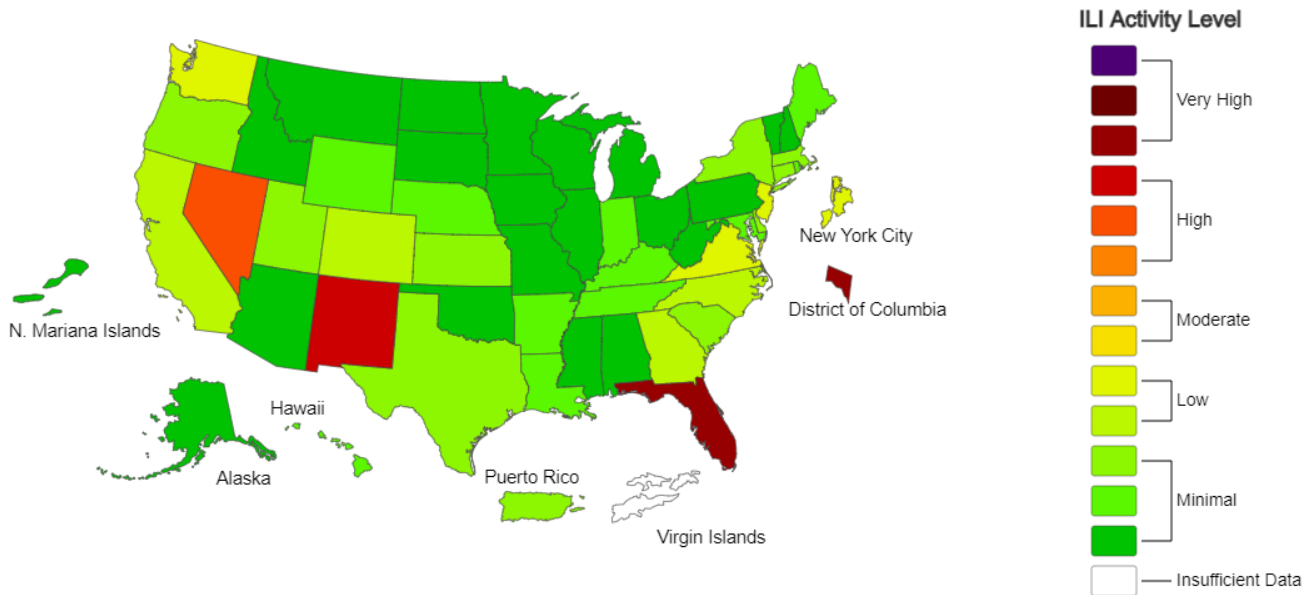 ILI Activity Level
Very High
High
Moderate
Low
Minimal
Insufficient Data
New York City
District of Columbia
N. Mariana Islands
Hawaii
Alaska
Puerto Rico
Virgin Islands